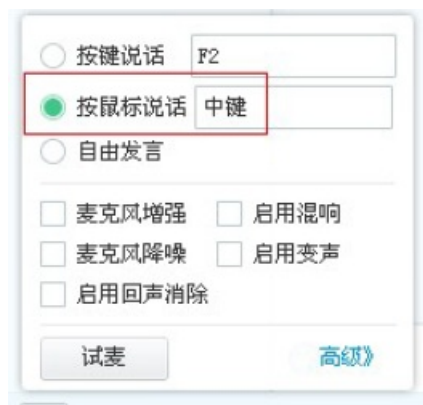 按键说话 F2
按鼠标说话 中键
自由发言
麦克风增强 启用混响
麦克风降噪 启用变声
启用回声消除
试麦 高级》